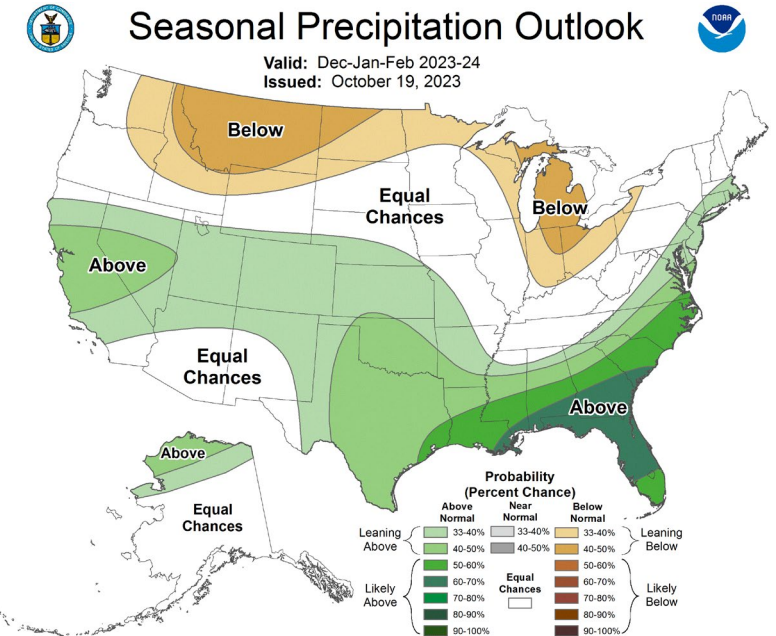 Seasonal Precipitation Outlook
NOAA
Valid: Dec-Jan-Feb 2023-24
Issued: October 19, 2023
Below
Equal
Chances
Below
Above
Equal
Chances
Above
Above
Equal
Chances
Probability
(Percent Chance)
Above
Normal
Near
Normal
Below
Normal
Leaning
Above
33-40%
33-40%
33-40%
Leaning
Below
40-50%
40-50%
40-50%
Likely
Above
50-60%
Equal
Chances
50-60%
Likely
Below
60-70%
60-70%
70-80%
70-80%
80-90%
80-90%
90-100%
90-100%